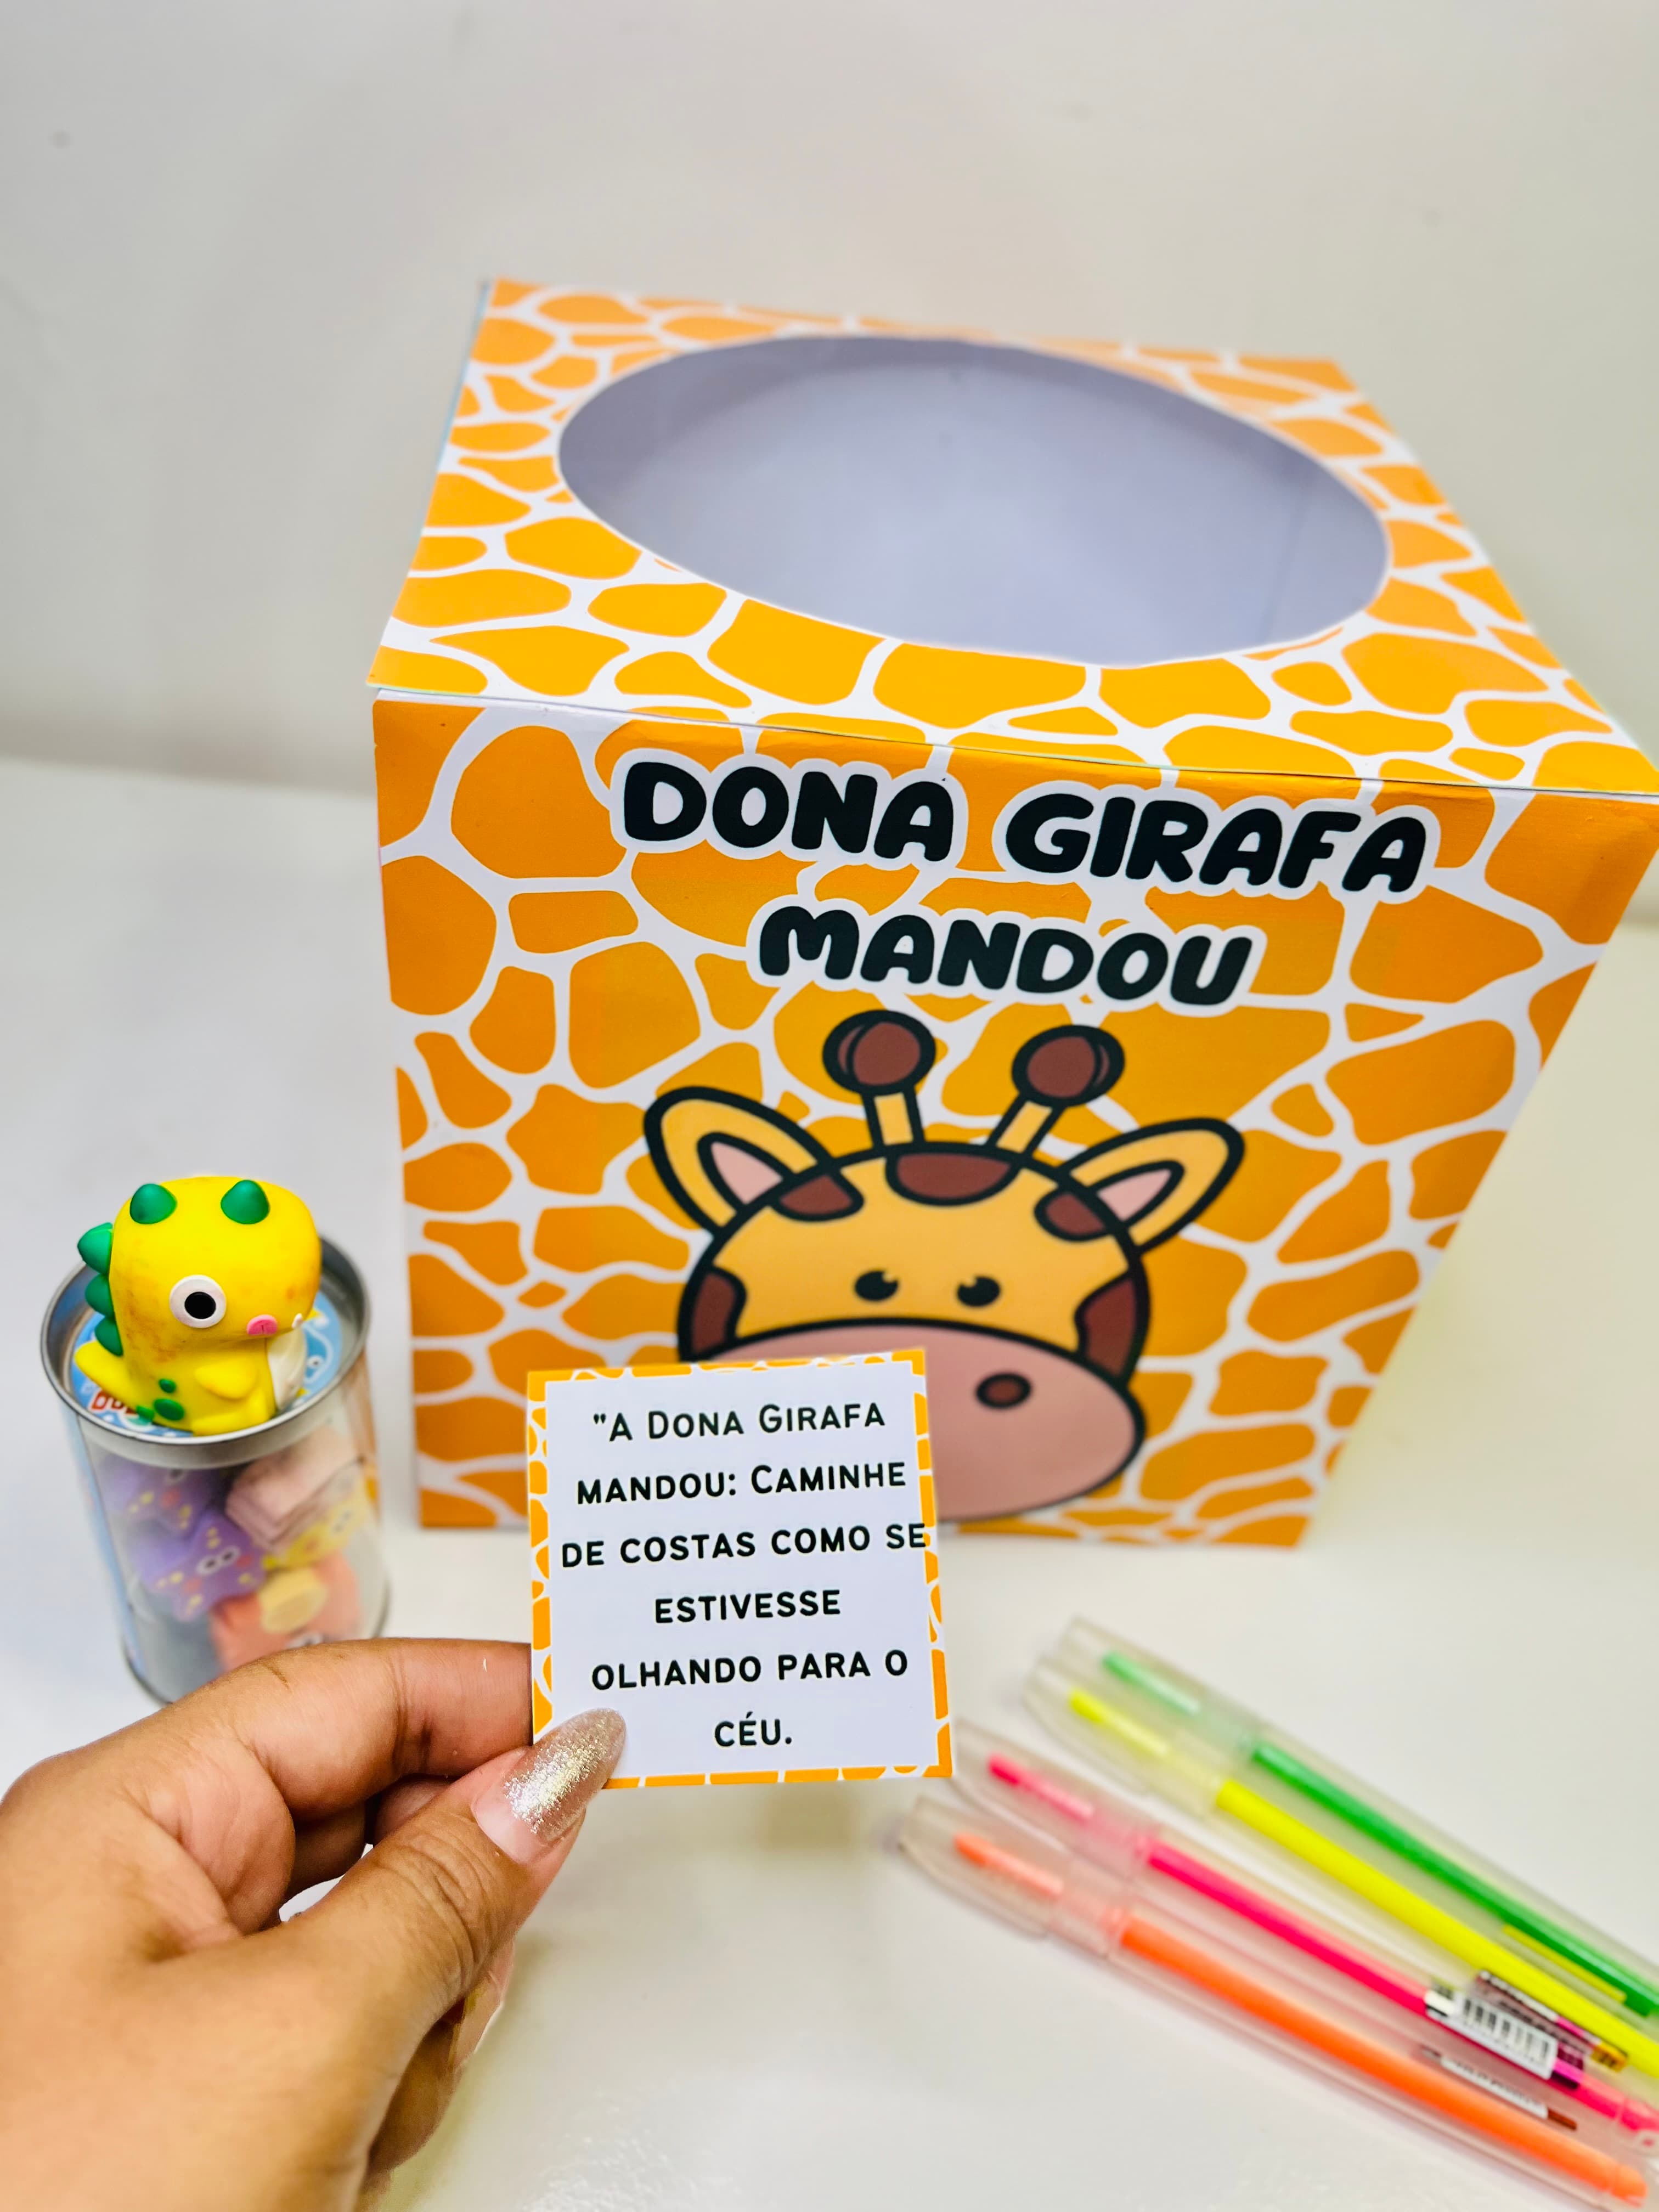 DONA GIRAFA
MANDOU
"A DONA GIRAFA
MANDOU: CAMINHE
DE COSTAS COMO SE
ESTIVESSE
OLHANDO PARA O
CÉU.